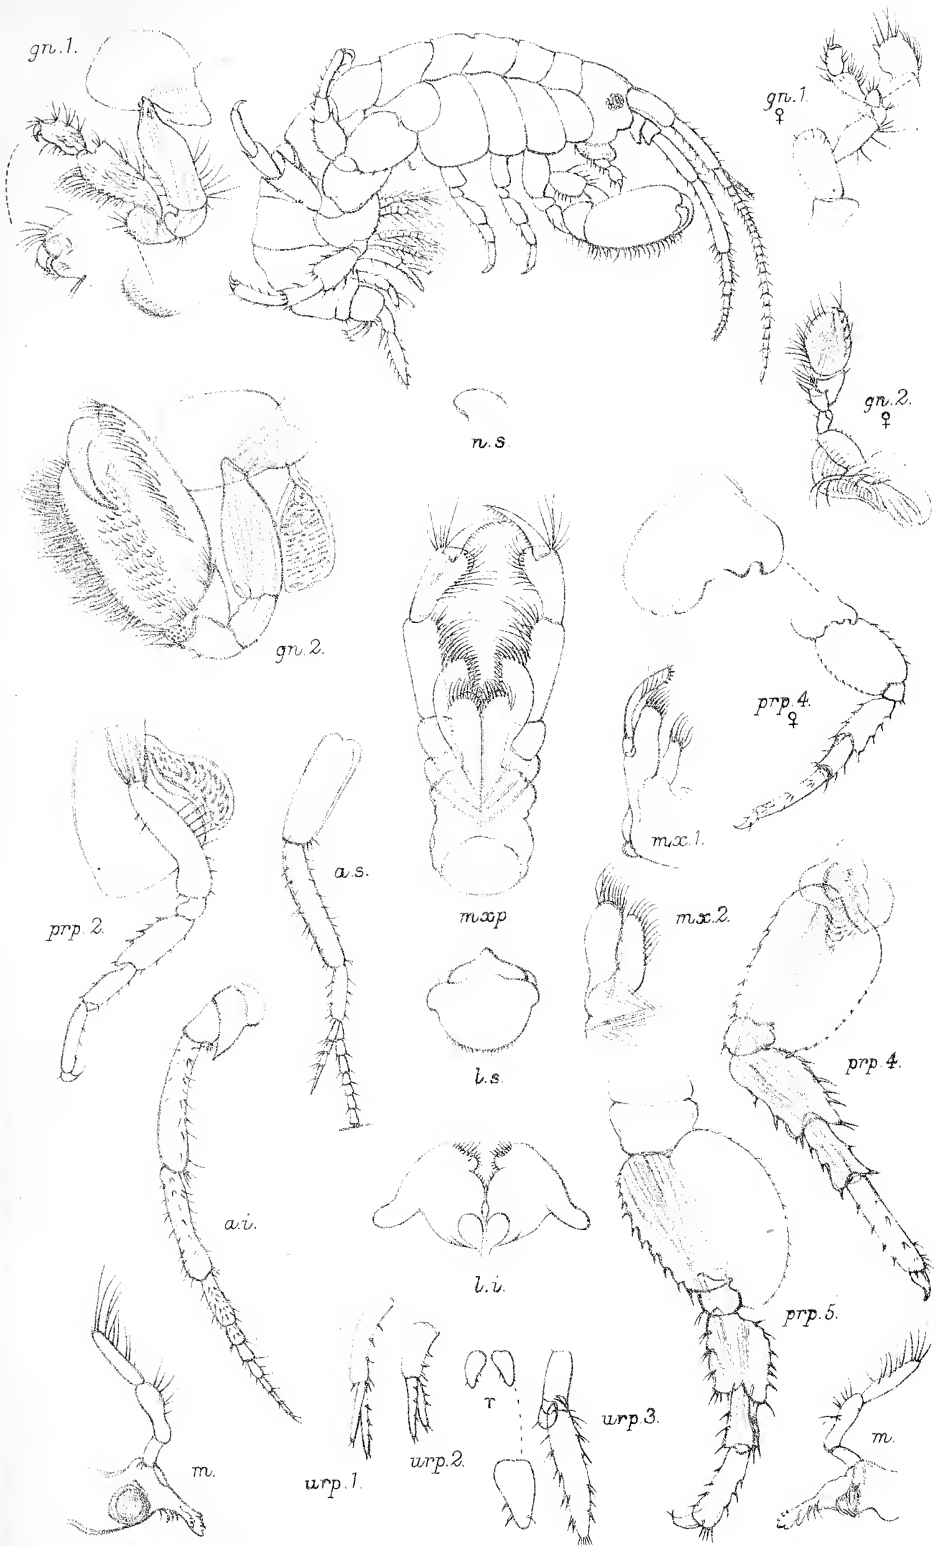 gn.1.
gn.1.
♀
gn.2.
♀
n.s.
gn.2.
prp.4.
♀
mx.1.
a.s.
mxp.
mx.2.
prp.2.
l.s.
prp.4.
a.i.
l.i.
prp.5.
T
urp.3.
m.
urp.1.
urp.2.
m.